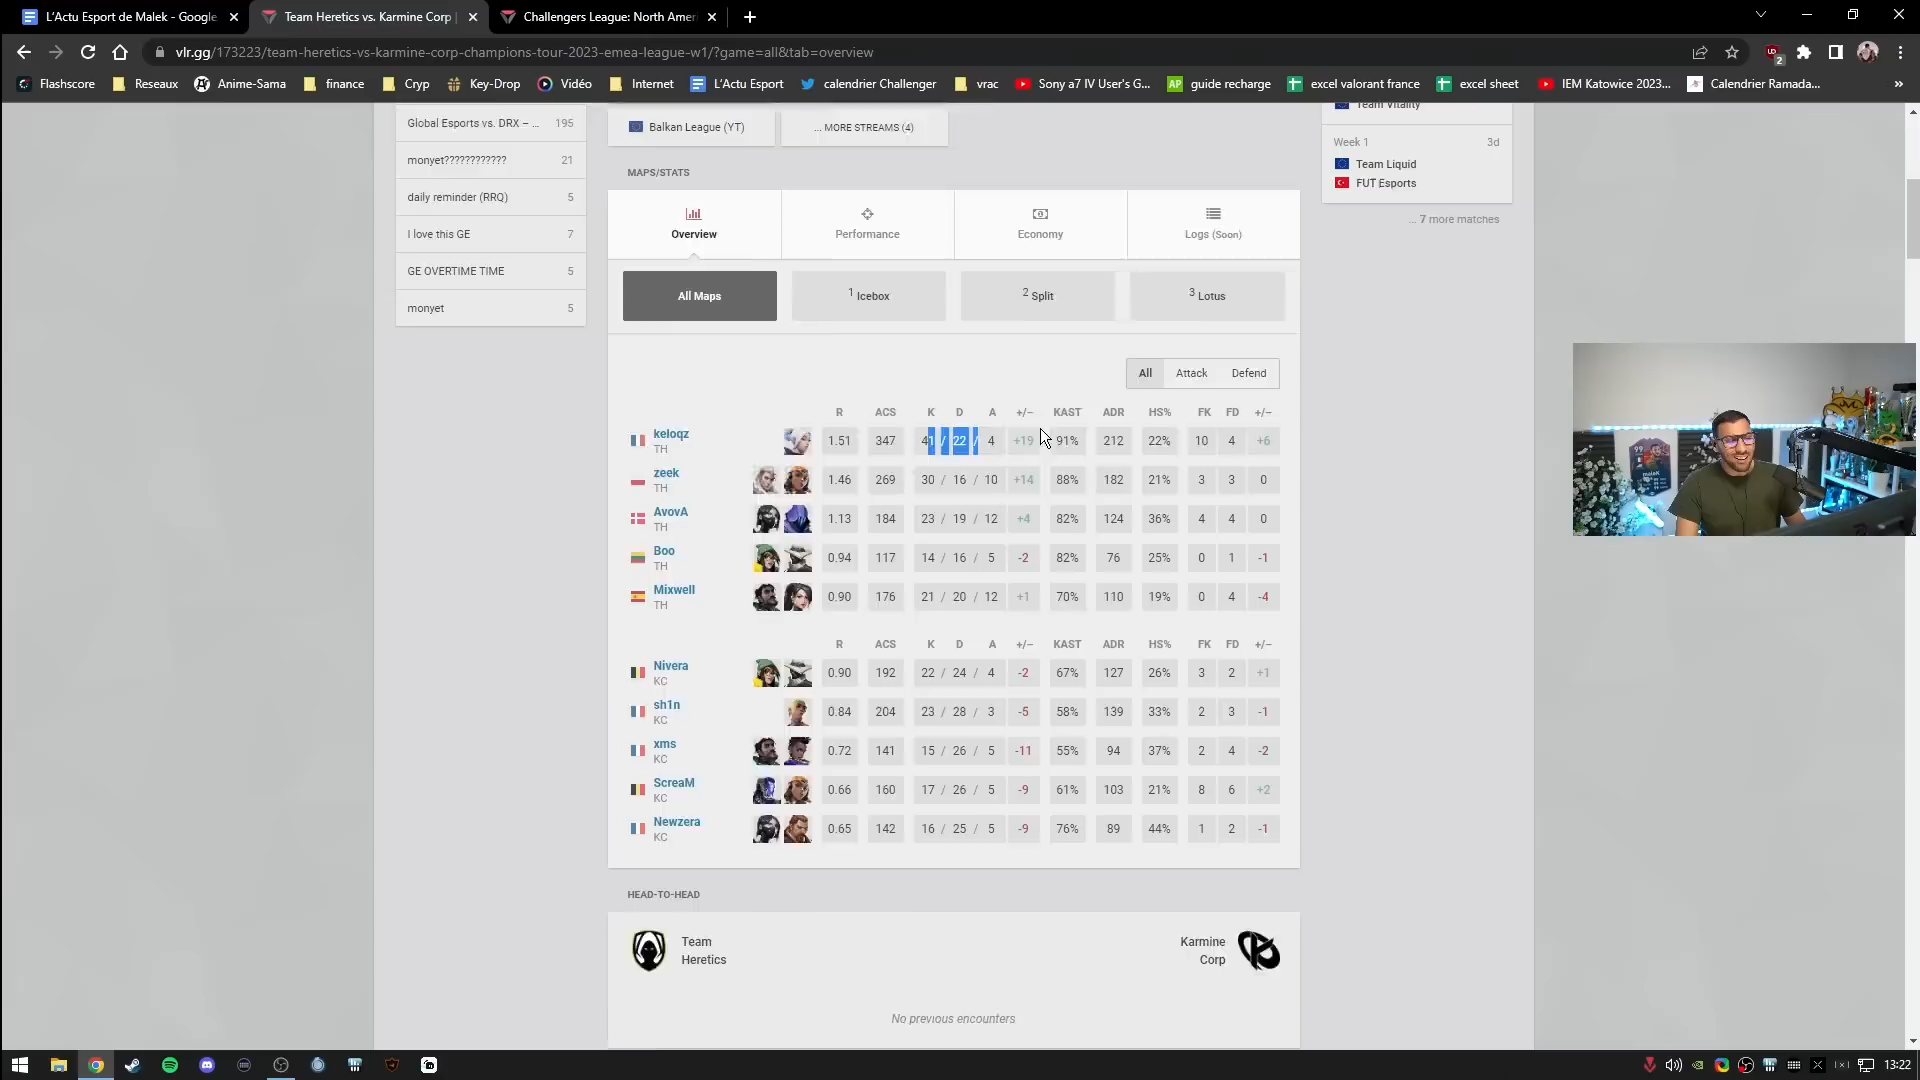 L'Actu Esport de Malek - Google
Team Heretics vs. Karmine Corp |
Challengers League: North Amer
vlr.gg/173223/team-heretics-vs-karmine-corp-champions-tour-2023-emea-league-w1/?game=all&tab=overview
2
Flashscore Reseaux Anime-Sama finance Cryp Key-Drop Vidéo Internet L'Actu Esport calendrier Challenger vrac Sony a7 IV User's G... AP guide recharge excel valorant france excel sheet IEM Katowice 2023... Calendrier Ramada... »
Global Esports vs. DRX – ... 195
monyet???????????? 21
daily reminder (RRQ) 5
I love this GE 7
GE OVERTIME TIME 5
monyet 5
Balkan League (YT)
... MORE STREAMS (4)
Team Vitality
Week 1 3d
Team Liquid
FUT Esports
... 7 more matches
MAPS/STATS
Overview Performance Economy Logs (Soon)
All Maps 1 Icebox 2 Split 3 Lotus
All Attack Defend
R ACS K D A +/– KAST ADR HS% FK FD +/–
keloqz TH 1.51 347 41 / 22 / 4 +19 91% 212 22% 10 4 +6
zeek TH 1.46 269 30 / 16 / 10 +14 88% 182 21% 3 3 0
AvovA TH 1.13 184 23 / 19 / 12 +4 82% 124 36% 4 4 0
Boo TH 0.94 117 14 / 16 / 5 -2 82% 76 25% 0 1 -1
Mixwell TH 0.90 176 21 / 20 / 12 +1 70% 110 19% 0 4 -4
R ACS K D A +/– KAST ADR HS% FK FD +/–
Nivera KC 0.90 192 22 / 24 / 4 -2 67% 127 26% 3 2 +1
sh1n KC 0.84 204 23 / 28 / 3 -5 58% 139 33% 2 3 -1
xms KC 0.72 141 15 / 26 / 5 -11 55% 94 37% 2 4 -2
ScreaM KC 0.66 160 17 / 26 / 5 -9 61% 103 21% 8 6 +2
Newzera KC 0.65 142 16 / 25 / 5 -9 76% 89 44% 1 2 -1
HEAD-TO-HEAD
Team
Heretics
Karmine
Corp
No previous encounters
13:22